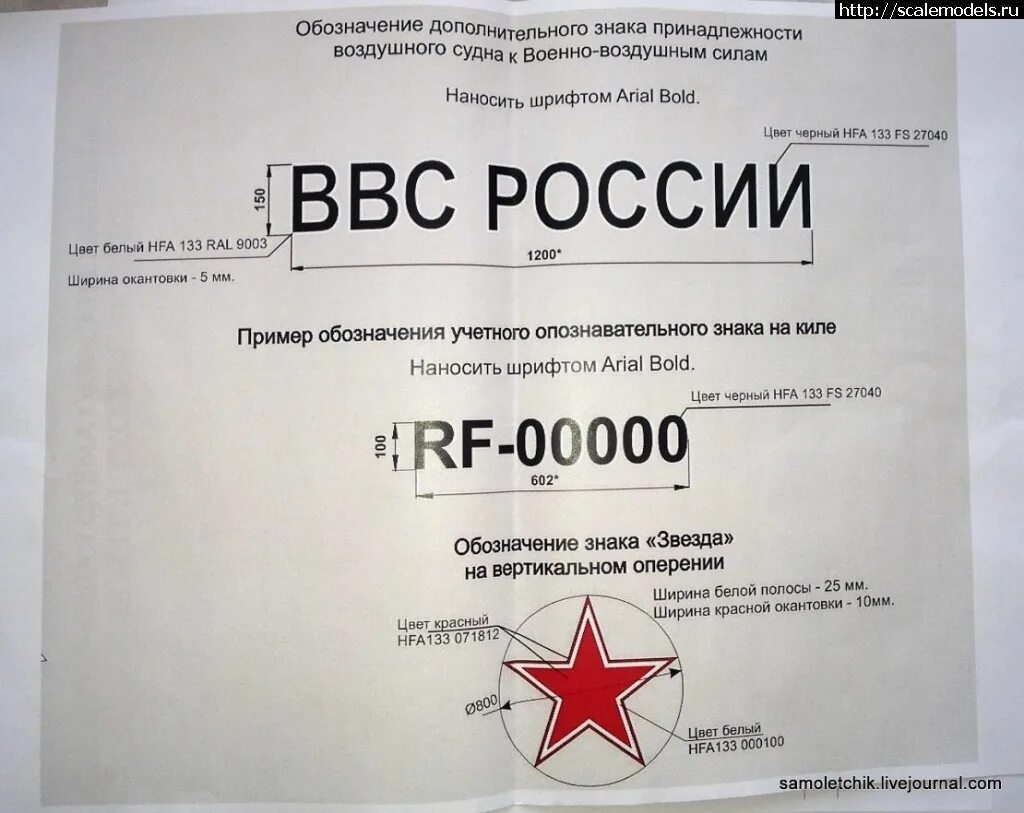 http://scalemodels.ru
Обозначение дополнительного знака принадлежности
воздушного судна к Военно-воздушным силам
Наносить шрифтом Arial Bold.
Цвет черный HFA 133 FS 27040
150
ВВС РОССИИ
Цвет белый HFA 133 RAL 9003
1200*
Ширина окантовки - 5 мм.
Пример обозначения учетного опознавательного знака на киле
Наносить шрифтом Arial Bold.
Цвет черный HFA 133 FS 27040
100
RF-00000
602*
Обозначение знака «Звезда»
на вертикальном оперении
Ширина белой полосы - 25 мм.
Ширина красной окантовки - 10мм.
Цвет красный
HFA133 071812
Ø800
Цвет белый
HFA133 000100
samoletchik.livejournal.com